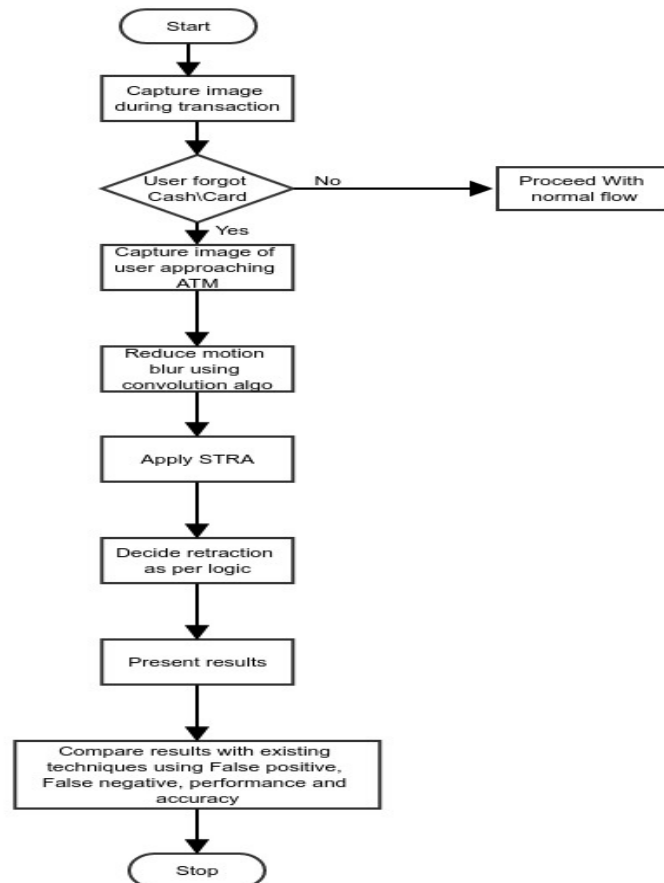 Start
Capture image
during transaction
User forgot
Cash\Card
No
Proceed With
normal flow
Yes
Capture image of
user approaching
ATM
Reduce motion
blur using
convolution algo
Apply STRA
Decide retraction
as per logic
Present results
Compare results with existing
techniques using False positive,
False negative, performance and
accuracy
Stop